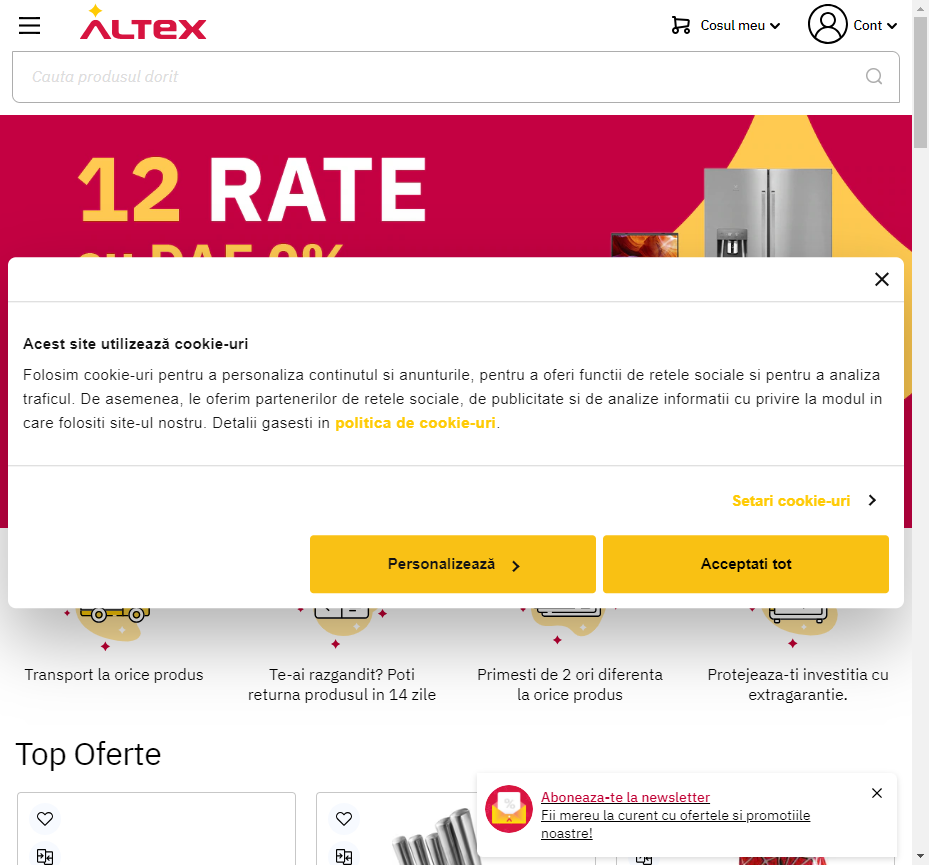 ALTEX
Cosul meu
Cont
Cauta produsul dorit
12 RATE
cu DAE 0%
Acest site utilizează cookie-uri
Folosim cookie-uri pentru a personaliza continutul si anunturile, pentru a oferi functii de retele sociale si pentru a analiza
traficul. De asemenea, le oferim partenerilor de retele sociale, de publicitate si de analize informatii cu privire la modul in
care folositi site-ul nostru. Detalii gasesti in politica de cookie-uri.
Setari cookie-uri
Personalizează
Acceptati tot
Transport la orice produs
Te-ai razgandit? Poti
returna produsul in 14 zile
Primesti de 2 ori diferenta
la orice produs
Protejeaza-ti investitia cu
extragarantie.
Top Oferte
%
Aboneaza-te la newsletter
Fii mereu la curent cu ofertele si promotiile
noastre!